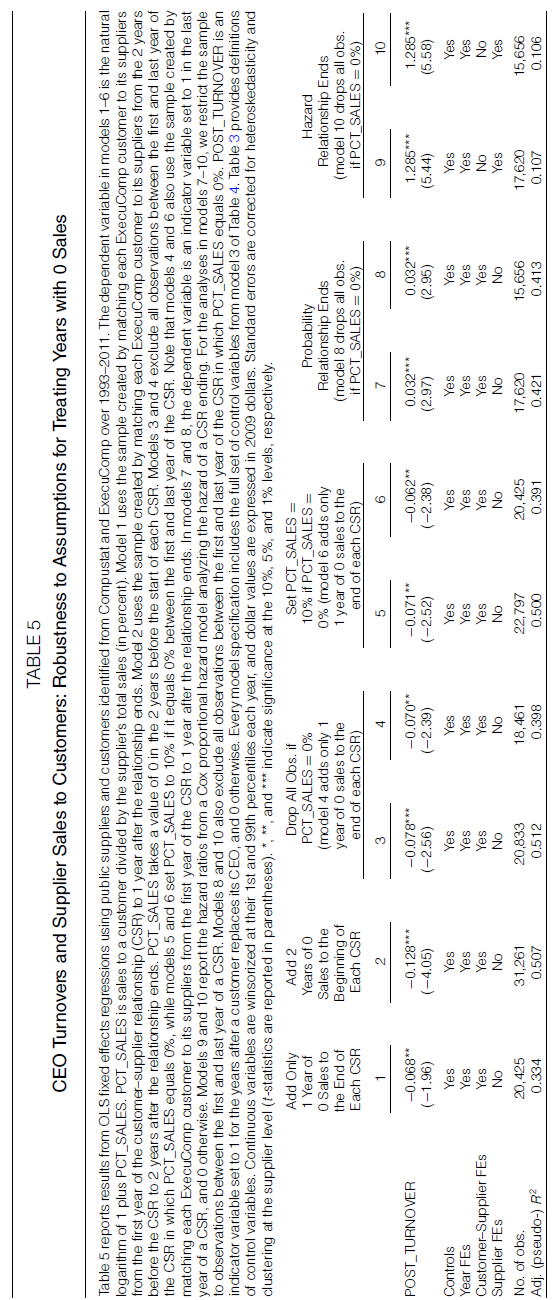 TABLE 5
CEO Turnovers and Supplier Sales to Customers: Robustness to Assumptions for Treating Years with 0 Sales
Table 5 reports results from OLS fixed effects regressions using public suppliers and customers identified from Compustat and ExecuComp over 1993–2011. The dependent variable in models 1–6 is the natural
logarithm of 1 plus PCT_SALES. PCT_SALES is sales to a customer divided by the supplier's total sales (in percent). Model 1 uses the sample created by matching each ExecuComp customer to its suppliers
from the first year of the customer–supplier relationship (CSR) to 1 year after the relationship ends. Model 2 uses the sample created by matching each ExecuComp customer to its suppliers from the 2 years
before the CSR to 2 years after the relationship ends. PCT_SALES takes a value of 0 in the 2 years before the start of each CSR. Models 3 and 4 exclude all observations between the first and last year of
the CSR in which PCT_SALES equals 0%, while models 5 and 6 set PCT_SALES to 10% if it equals 0% between the first and last year of the CSR. Note that models 4 and 6 also use the sample created by
matching each ExecuComp customer to its suppliers from the first year of the CSR to 1 year after the relationship ends. In models 7 and 8, the dependent variable is an indicator variable set to 1 in the last
year of a CSR, and 0 otherwise. Models 9 and 10 report the hazard ratios from a Cox proportional hazard model analyzing the hazard of a CSR ending. For the analyses in models 7–10, we restrict the sample
to observations between the first and last year of a CSR. Models 8 and 10 also exclude all observations between the first and last year of the CSR in which PCT_SALES equals 0%. POST_TURNOVER is an
indicator variable set to 1 for the years after a customer replaces its CEO, and 0 otherwise. Every model specification includes the full set of control variables from model 3 of Table 4. Table 3 provides definitions
of control variables. Continuous variables are winsorized at their 1st and 99th percentiles each year, and dollar values are expressed in 2009 dollars. Standard errors are corrected for heteroskedasticity and
clustering at the supplier level (t-statistics are reported in parentheses). *, **, and *** indicate significance at the 10%, 5%, and 1% levels, respectively.
Add Only Add 2 Drop All Obs. if Set PCT_SALES = Probability Hazard
1 Year of Years of 0 PCT_SALES = 0% 10% if PCT_SALES = Relationship Ends Relationship Ends
0 Sales to Sales to the (model 4 adds only 1 0% (model 6 adds only (model 8 drops all obs. (model 10 drops all obs.
the End of Beginning of year of 0 sales to the 1 year of 0 sales to the if PCT_SALES = 0%) if PCT_SALES = 0%)
Each CSR Each CSR end of each CSR) end of each CSR)
1 2 3 4 5 6 7 8 9 10
POST_TURNOVER −0.068** −0.128*** −0.078*** −0.070** −0.071** −0.062** 0.032*** 0.032*** 1.285*** 1.285***
(−1.96) (−4.05) (−2.56) (−2.39) (−2.52) (−2.38) (2.97) (2.95) (5.44) (5.58)
Controls Yes Yes Yes Yes Yes Yes Yes Yes Yes Yes
Year FEs Yes Yes Yes Yes Yes Yes Yes Yes Yes Yes
Customer–Supplier FEs Yes Yes Yes Yes Yes Yes Yes Yes No No
Supplier FEs No No No No No No No No Yes Yes
No. of obs. 20,425 31,261 20,833 18,461 22,797 20,425 17,620 15,656 17,620 15,656
Adj. (pseudo-) R² 0.334 0.507 0.512 0.398 0.500 0.391 0.421 0.413 0.107 0.106